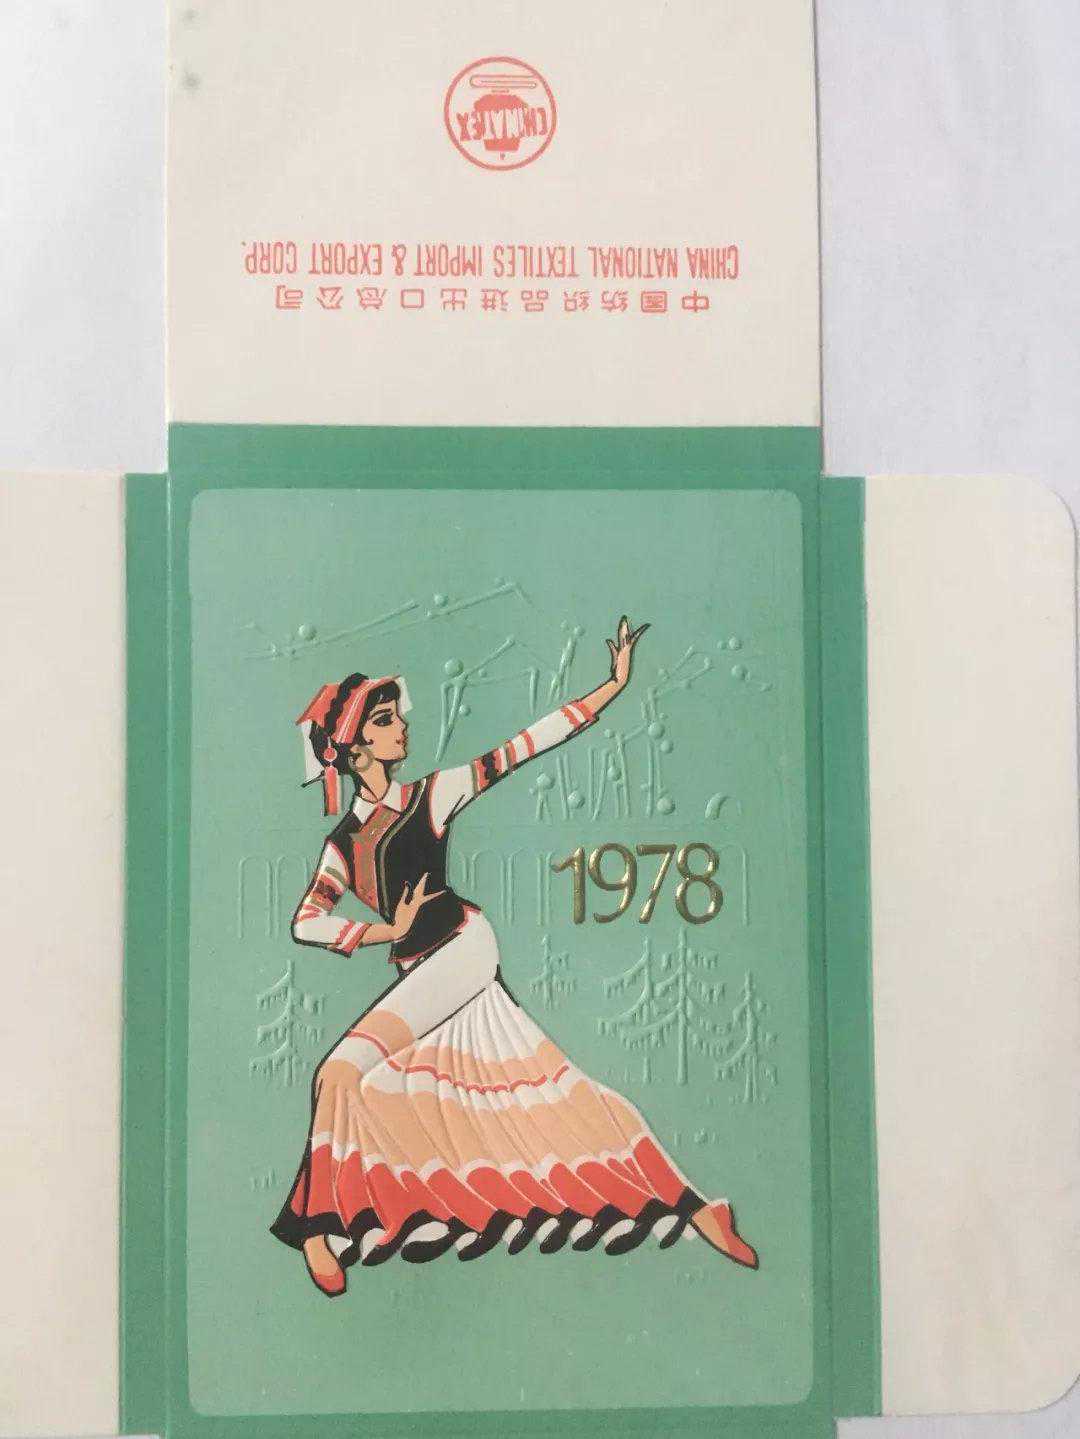 CHINATEX
CHINA NATIONAL TEXTILES IMPORT & EXPORT CORP.
中国纺织品进出口总公司
1978